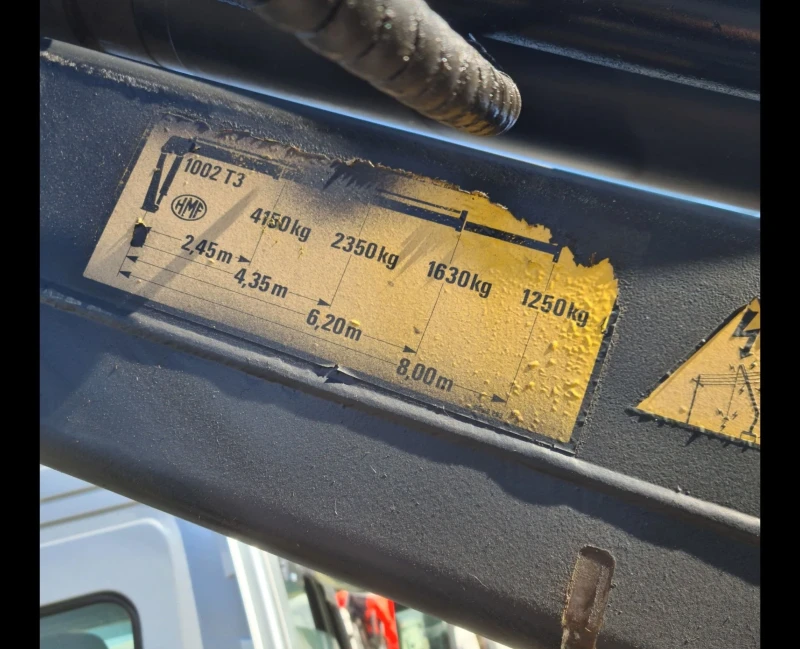 1002 T3
HMF
4150kg 2350kg 1630kg 1250kg
2,45m
4,35m
6,20m
8,00m